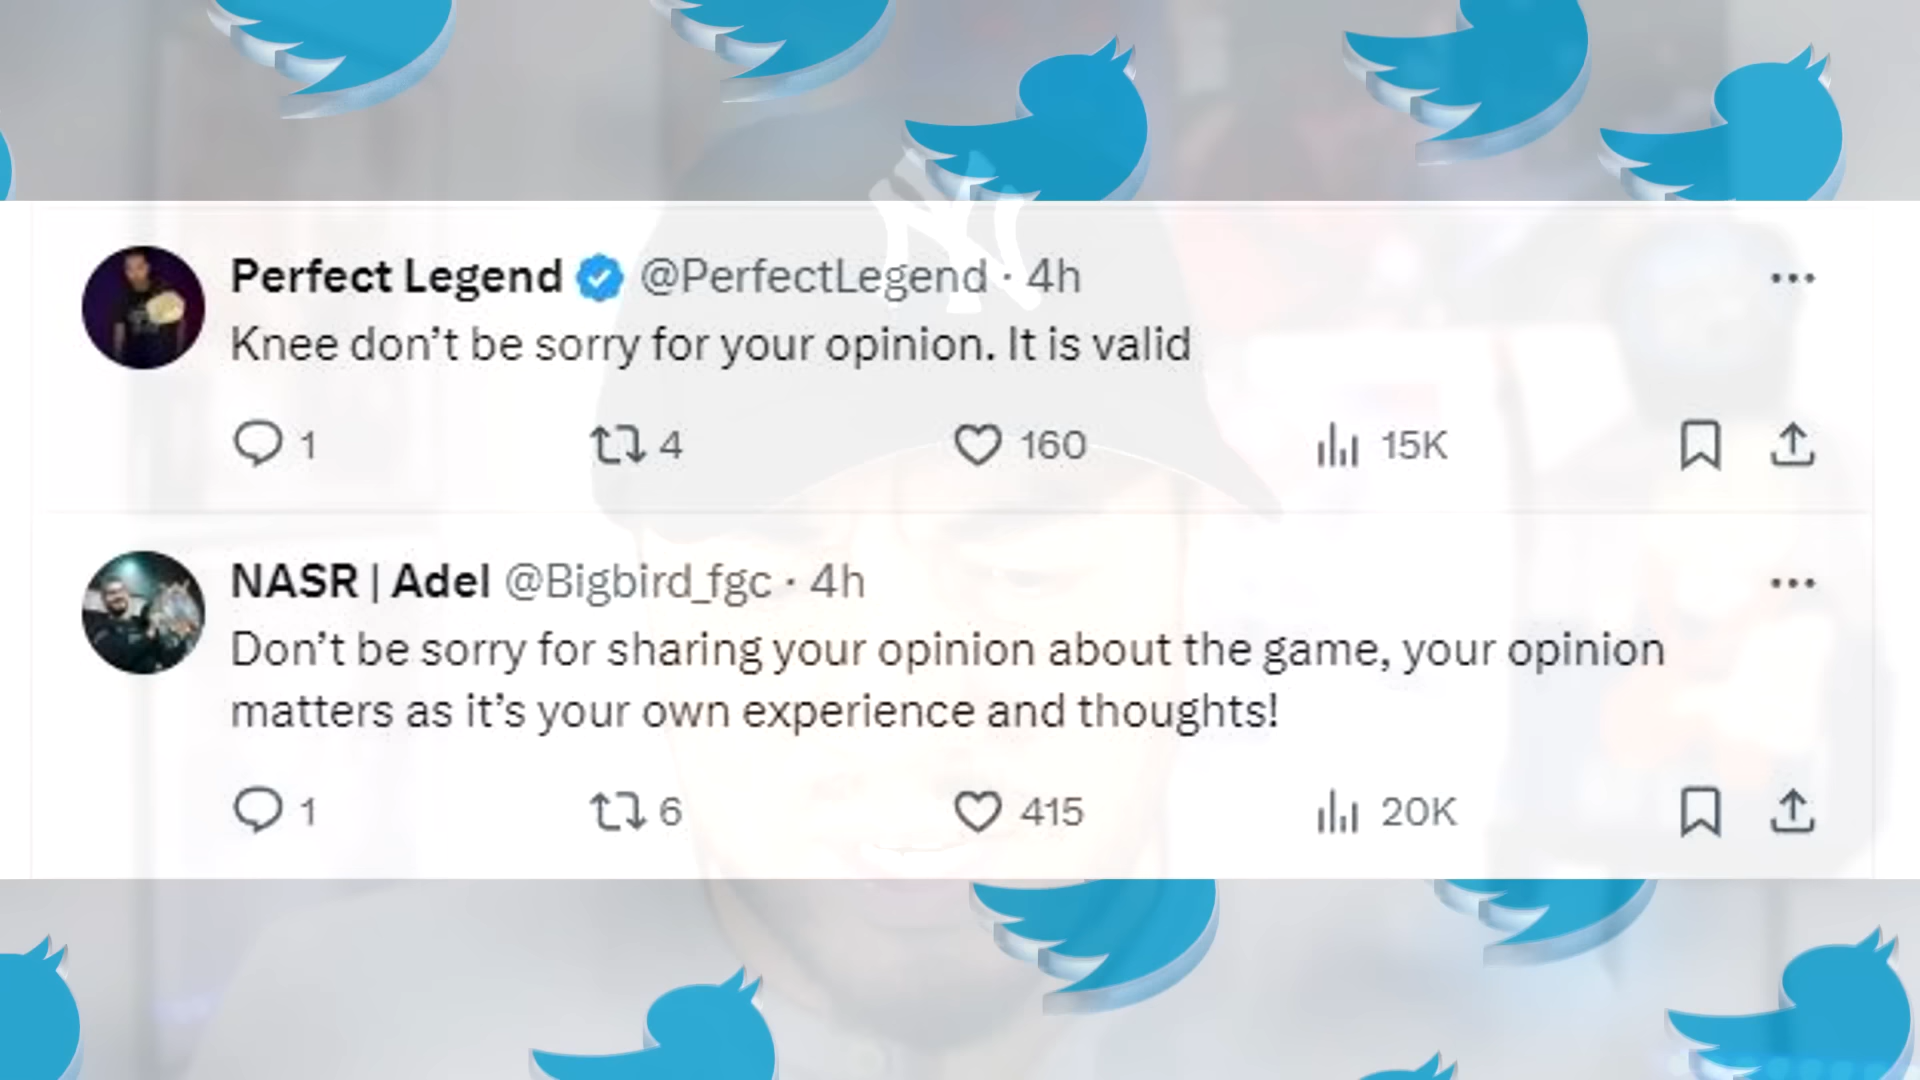 NY
Perfect Legend @PerfectLegend · 4h
Knee don’t be sorry for your opinion. It is valid
1 4 160 15K
NASR | Adel @Bigbird_fgc · 4h
Don’t be sorry for sharing your opinion about the game, your opinion
matters as it’s your own experience and thoughts!
1 6 415 20K